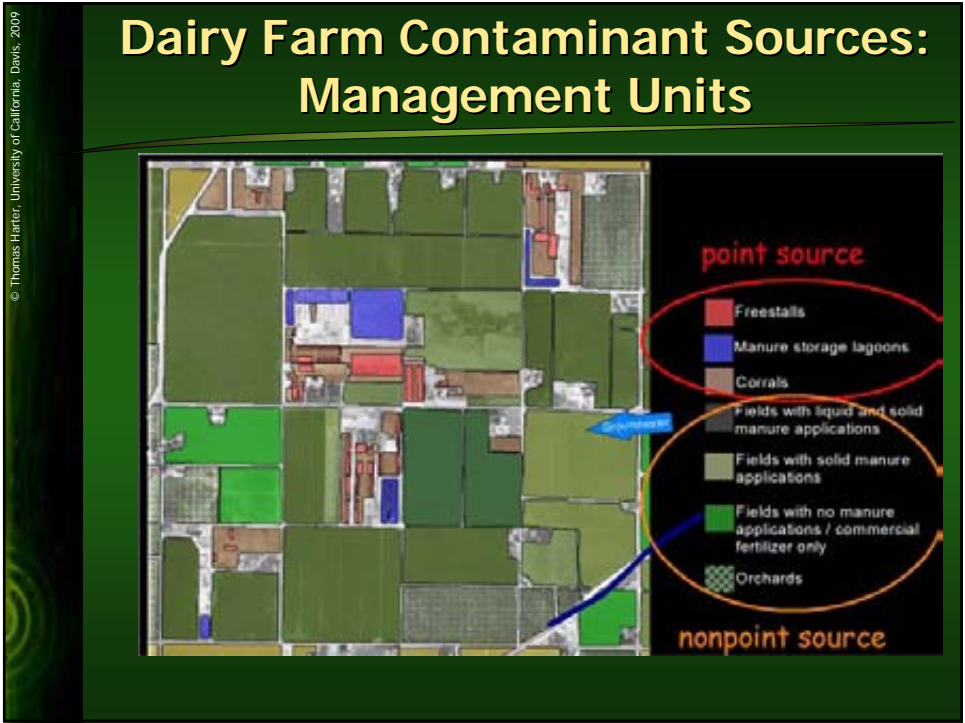 © Thomas Harter, University of California, Davis, 2009
Dairy Farm Contaminant Sources:
Management Units
point source
Freestalls
Manure storage lagoons
Corrals
Fields with liquid and solid
manure applications
Groundwater
Fields with solid manure
applications
Fields with no manure
applications / commercial
fertilizer only
Orchards
nonpoint source